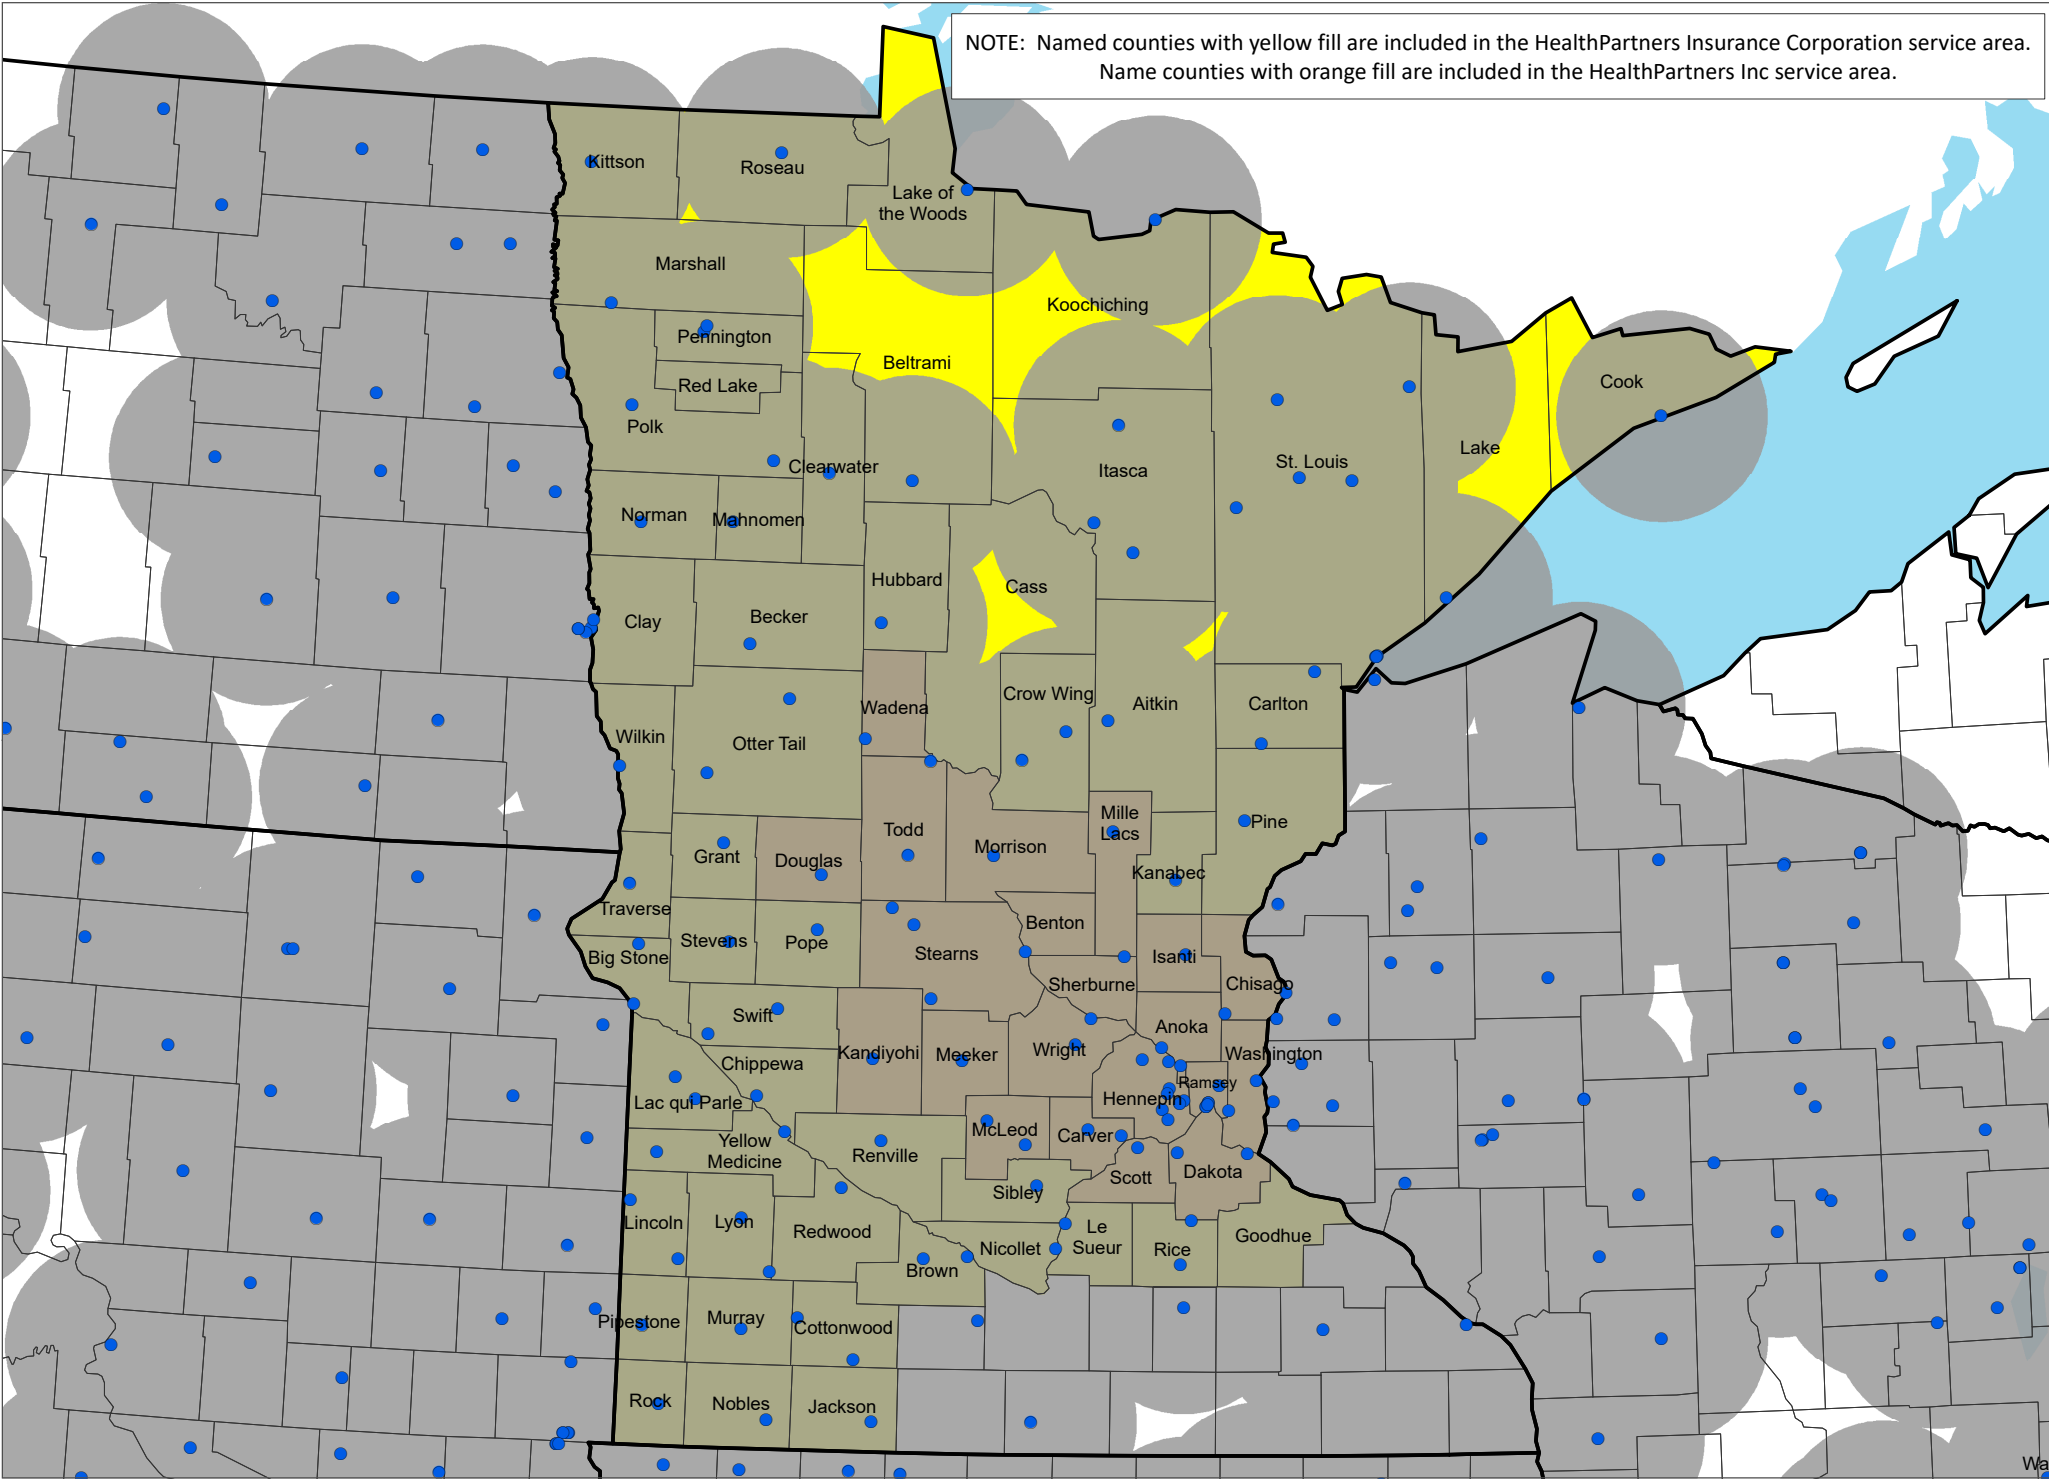 NOTE: Named counties with yellow fill are included in the HealthPartners Insurance Corporation service area.
Name counties with orange fill are included in the HealthPartners Inc service area.
Kittson
Roseau
Lake of
the Woods
Marshall
Koochiching
Pennington
Beltrami
Red Lake
Cook
Polk
Lake
Clearwater
Itasca
St. Louis
Norman
Mahnomen
Hubbard
Cass
Clay
Becker
Wadena
Crow Wing
Aitkin
Carlton
Wilkin
Otter Tail
Mille
Lacs
Pine
Todd
Morrison
Grant
Douglas
Kanabec
Traverse
Benton
Stevens
Pope
Stearns
Isanti
Big Stone
Sherburne
Chisago
Swift
Anoka
Kandiyohi
Meeker
Wright
Washington
Chippewa
Ramsey
Lac qui Parle
Hennepin
McLeod
Carver
Yellow
Medicine
Renville
Scott
Dakota
Sibley
Lincoln
Lyon
Redwood
Le
Sueur
Goodhue
Nicollet
Rice
Brown
Pipestone
Murray
Cottonwood
Rock
Nobles
Jackson
Wa